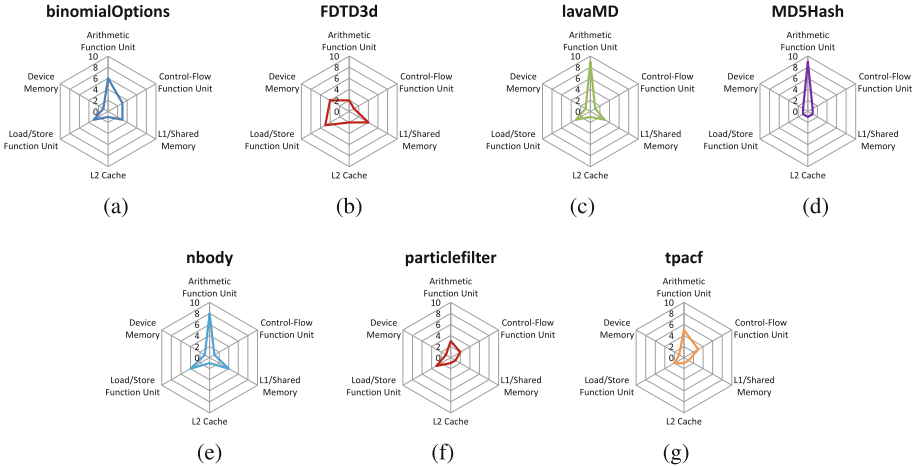 binomialOptions
Arithmetic
Function Unit
10
8
6
4
2
0
Device
Memory
Control-Flow
Function Unit
Load/Store
Function Unit
L1/Shared
Memory
L2 Cache
(a)
FDTD3d
Arithmetic
Function Unit
10
8
6
4
2
0
Device
Memory
Control-Flow
Function Unit
Load/Store
Function Unit
L1/Shared
Memory
L2 Cache
(b)
lavaMD
Arithmetic
Function Unit
10
8
6
4
2
0
Device
Memory
Control-Flow
Function Unit
Load/Store
Function Unit
L1/Shared
Memory
L2 Cache
(c)
MD5Hash
Arithmetic
Function Unit
10
8
6
4
2
0
Device
Memory
Control-Flow
Function Unit
Load/Store
Function Unit
L1/Shared
Memory
L2 Cache
(d)
nbody
Arithmetic
Function Unit
10
8
6
4
2
0
Device
Memory
Control-Flow
Function Unit
Load/Store
Function Unit
L1/Shared
Memory
L2 Cache
(e)
particlefilter
Arithmetic
Function Unit
10
8
6
4
2
0
Device
Memory
Control-Flow
Function Unit
Load/Store
Function Unit
L1/Shared
Memory
L2 Cache
(f)
tpacf
Arithmetic
Function Unit
10
8
6
4
2
0
Device
Memory
Control-Flow
Function Unit
Load/Store
Function Unit
L1/Shared
Memory
L2 Cache
(g)